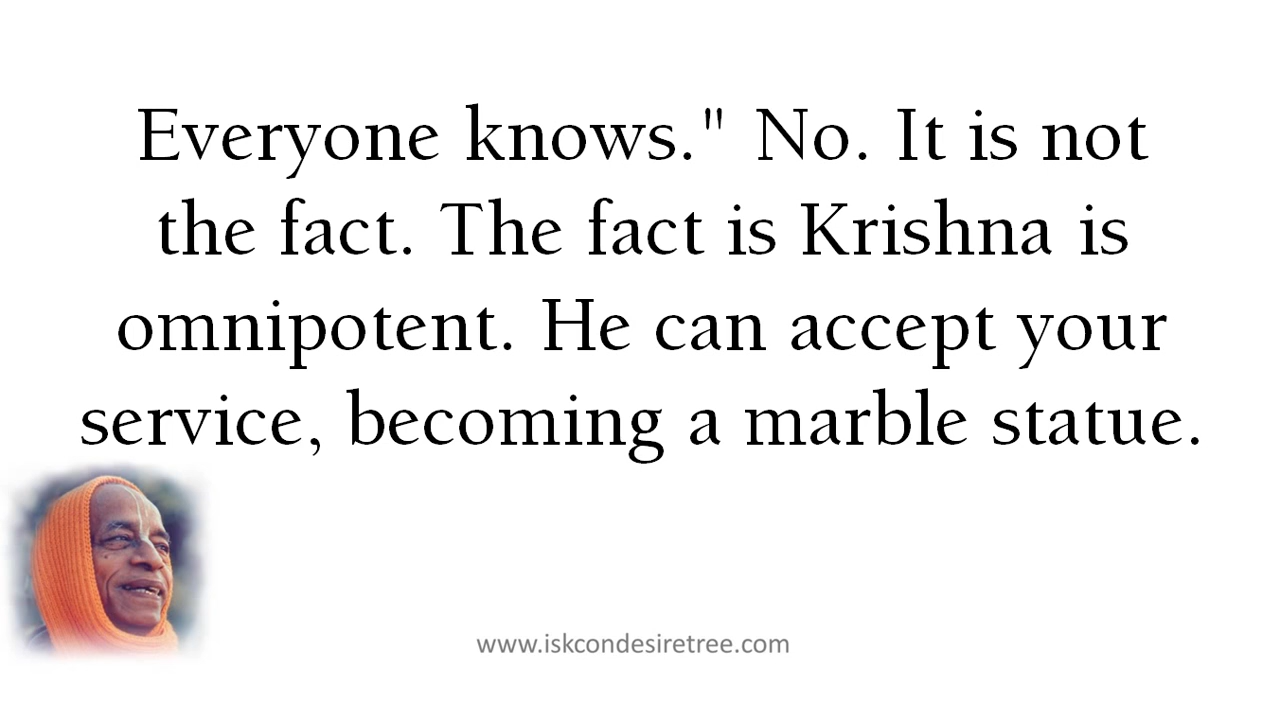 Everyone knows." No. It is not
the fact. The fact is Krishna is
omnipotent. He can accept your
service, becoming a marble statue.
www.iskcondesiretree.com